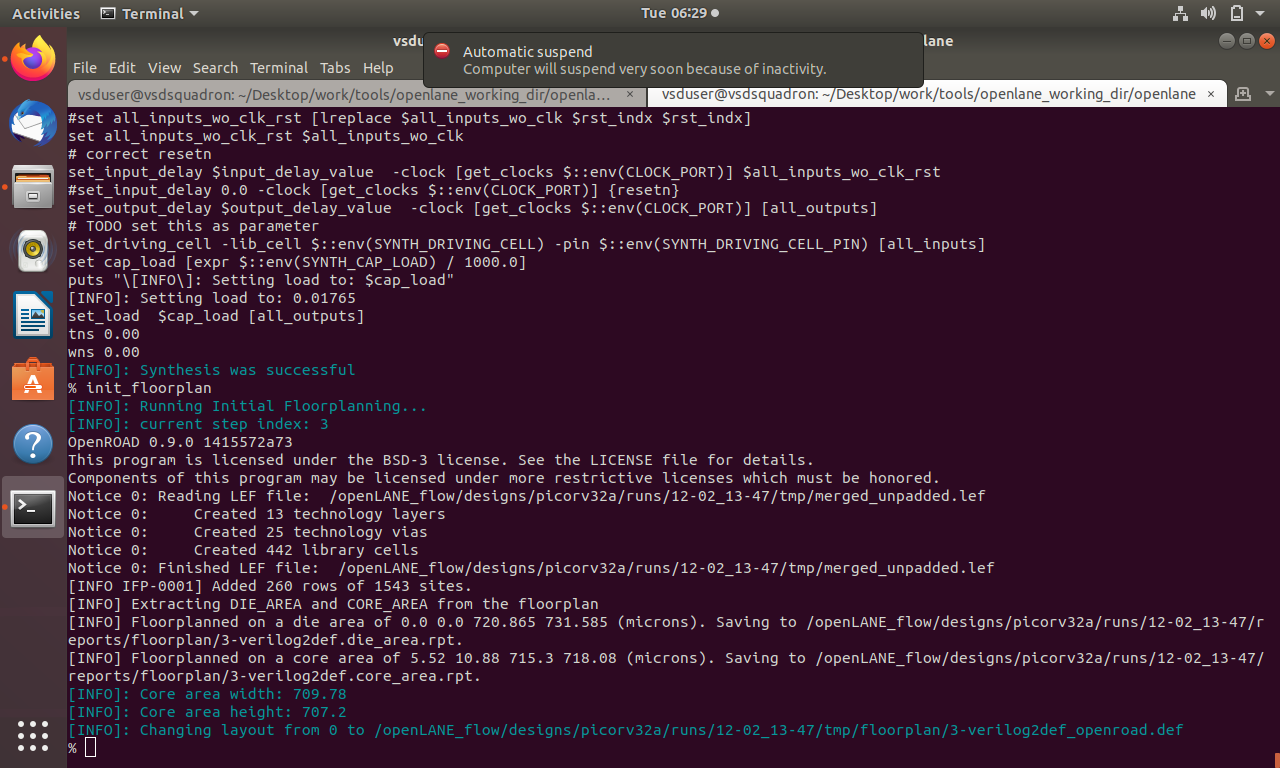 Activities Terminal Tue 06:29
vsdu lane
Automatic suspend
Computer will suspend very soon because of inactivity.
File Edit View Search Terminal Tabs Help
vsduser@vsdsquadron: ~/Desktop/work/tools/openlane_working_dir/openla... × vsduser@vsdsquadron: ~/Desktop/work/tools/openlane_working_dir/openlane ×
#set all_inputs_wo_clk_rst [lreplace $all_inputs_wo_clk $rst_indx $rst_indx]
set all_inputs_wo_clk_rst $all_inputs_wo_clk
# correct resetn
set_input_delay $input_delay_value  -clock [get_clocks $::env(CLOCK_PORT)] $all_inputs_wo_clk_rst
#set_input_delay 0.0 -clock [get_clocks $::env(CLOCK_PORT)] {resetn}
set_output_delay $output_delay_value  -clock [get_clocks $::env(CLOCK_PORT)] [all_outputs]
# TODO set this as parameter
set_driving_cell -lib_cell $::env(SYNTH_DRIVING_CELL) -pin $::env(SYNTH_DRIVING_CELL_PIN) [all_inputs]
set cap_load [expr $::env(SYNTH_CAP_LOAD) / 1000.0]
puts "\[INFO\]: Setting load to: $cap_load"
[INFO]: Setting load to: 0.01765
set_load  $cap_load [all_outputs]
tns 0.00
wns 0.00
[INFO]: Synthesis was successful
% init_floorplan
[INFO]: Running Initial Floorplanning...
[INFO]: current step index: 3
OpenROAD 0.9.0 1415572a73
This program is licensed under the BSD-3 license. See the LICENSE file for details.
Components of this program may be licensed under more restrictive licenses which must be honored.
Notice 0: Reading LEF file:  /openLANE_flow/designs/picorv32a/runs/12-02_13-47/tmp/merged_unpadded.lef
Notice 0:     Created 13 technology layers
Notice 0:     Created 25 technology vias
Notice 0:     Created 442 library cells
Notice 0: Finished LEF file:  /openLANE_flow/designs/picorv32a/runs/12-02_13-47/tmp/merged_unpadded.lef
[INFO IFP-0001] Added 260 rows of 1543 sites.
[INFO] Extracting DIE_AREA and CORE_AREA from the floorplan
[INFO] Floorplanned on a die area of 0.0 0.0 720.865 731.585 (microns). Saving to /openLANE_flow/designs/picorv32a/runs/12-02_13-47/r
eports/floorplan/3-verilog2def.die_area.rpt.
[INFO] Floorplanned on a core area of 5.52 10.88 715.3 718.08 (microns). Saving to /openLANE_flow/designs/picorv32a/runs/12-02_13-47/
reports/floorplan/3-verilog2def.core_area.rpt.
[INFO]: Core area width: 709.78
[INFO]: Core area height: 707.2
[INFO]: Changing layout from 0 to /openLANE_flow/designs/picorv32a/runs/12-02_13-47/tmp/floorplan/3-verilog2def_openroad.def
%